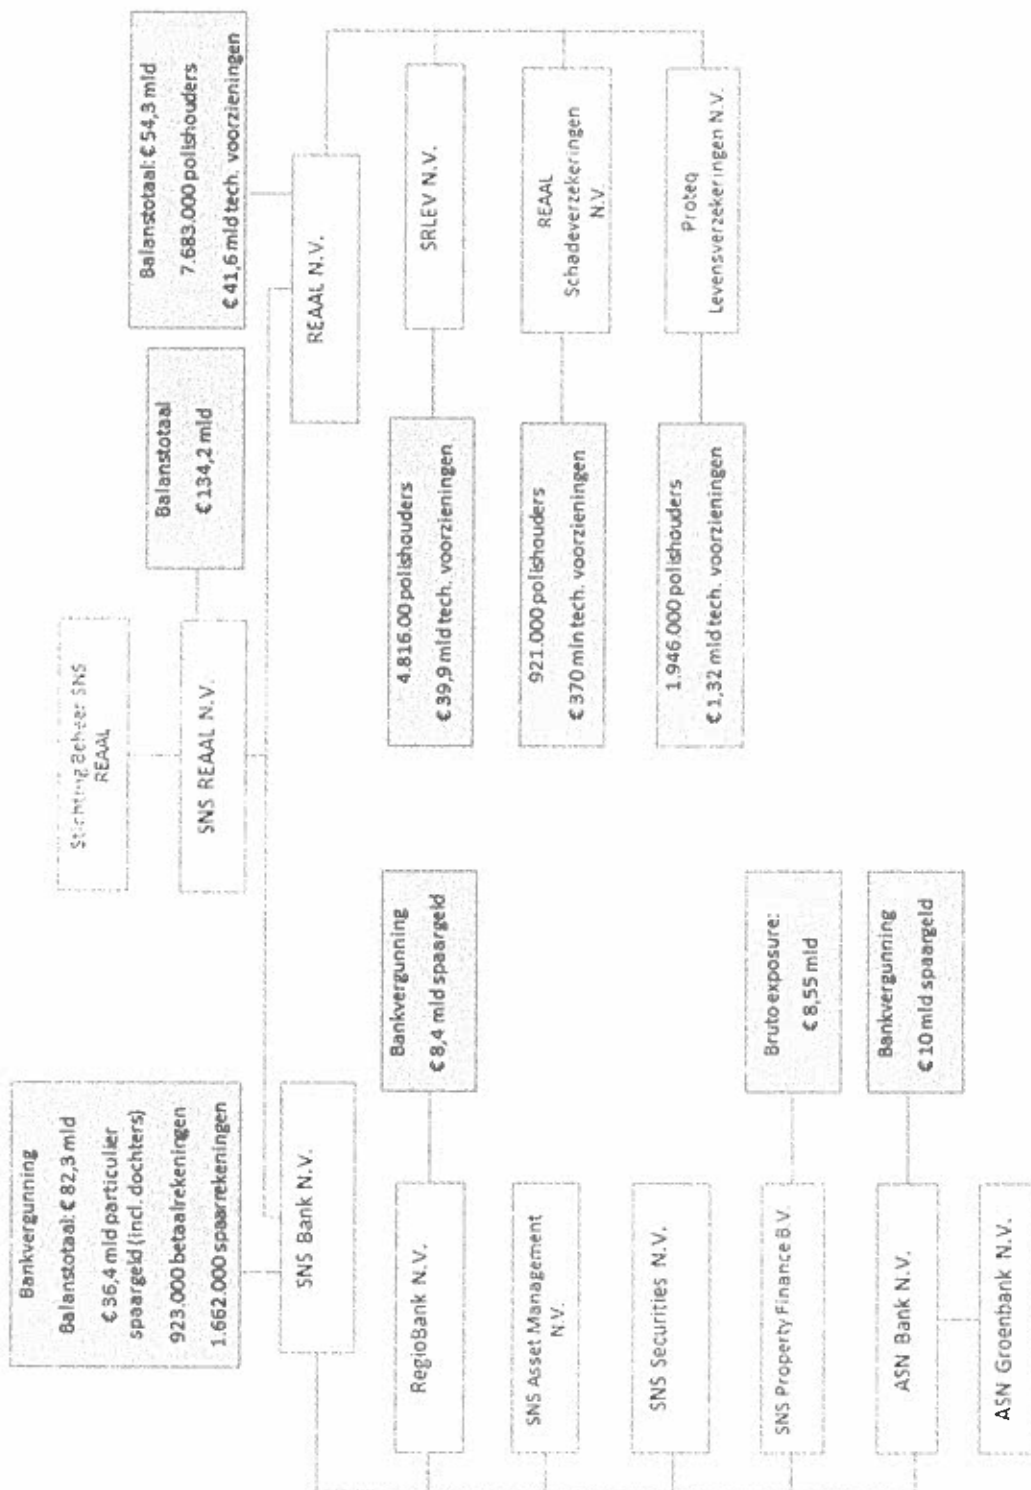 Stichting Beheer SNS
REAAL
SNS REAAL N.V.
Balanstotaal
€ 134,2 mld
Bankvergunning
Balanstotaal: € 82,3 mld
€ 36,4 mld particulier
spaargeld (incl. dochters)
923.000 betaalrekeningen
1.662.000 spaarrekeningen
SNS Bank N.V.
RegioBank N.V.
Bankvergunning
€ 8,4 mld spaargeld
SNS Asset Management
N.V.
SNS Securities N.V.
SNS Property Finance B.V.
Bruto exposure:
€ 8,55 mld
ASN Bank N.V.
Bankvergunning
€ 10 mld spaargeld
ASN Groenbank N.V.
Balanstotaal: € 54,3 mld
7.683.000 polishouders
€ 41,6 mld tech. voorzieningen
REAAL N.V.
SRLEV N.V.
4.816.00 polishouders
€ 39,9 mld tech. voorzieningen
REAAL
Schadeverzekeringen
N.V.
921.000 polishouders
€ 370 mln tech. voorzieningen
Proteq
Levensverzekeringen N.V.
1.946.000 polishouders
€ 1,32 mld tech. voorzieningen